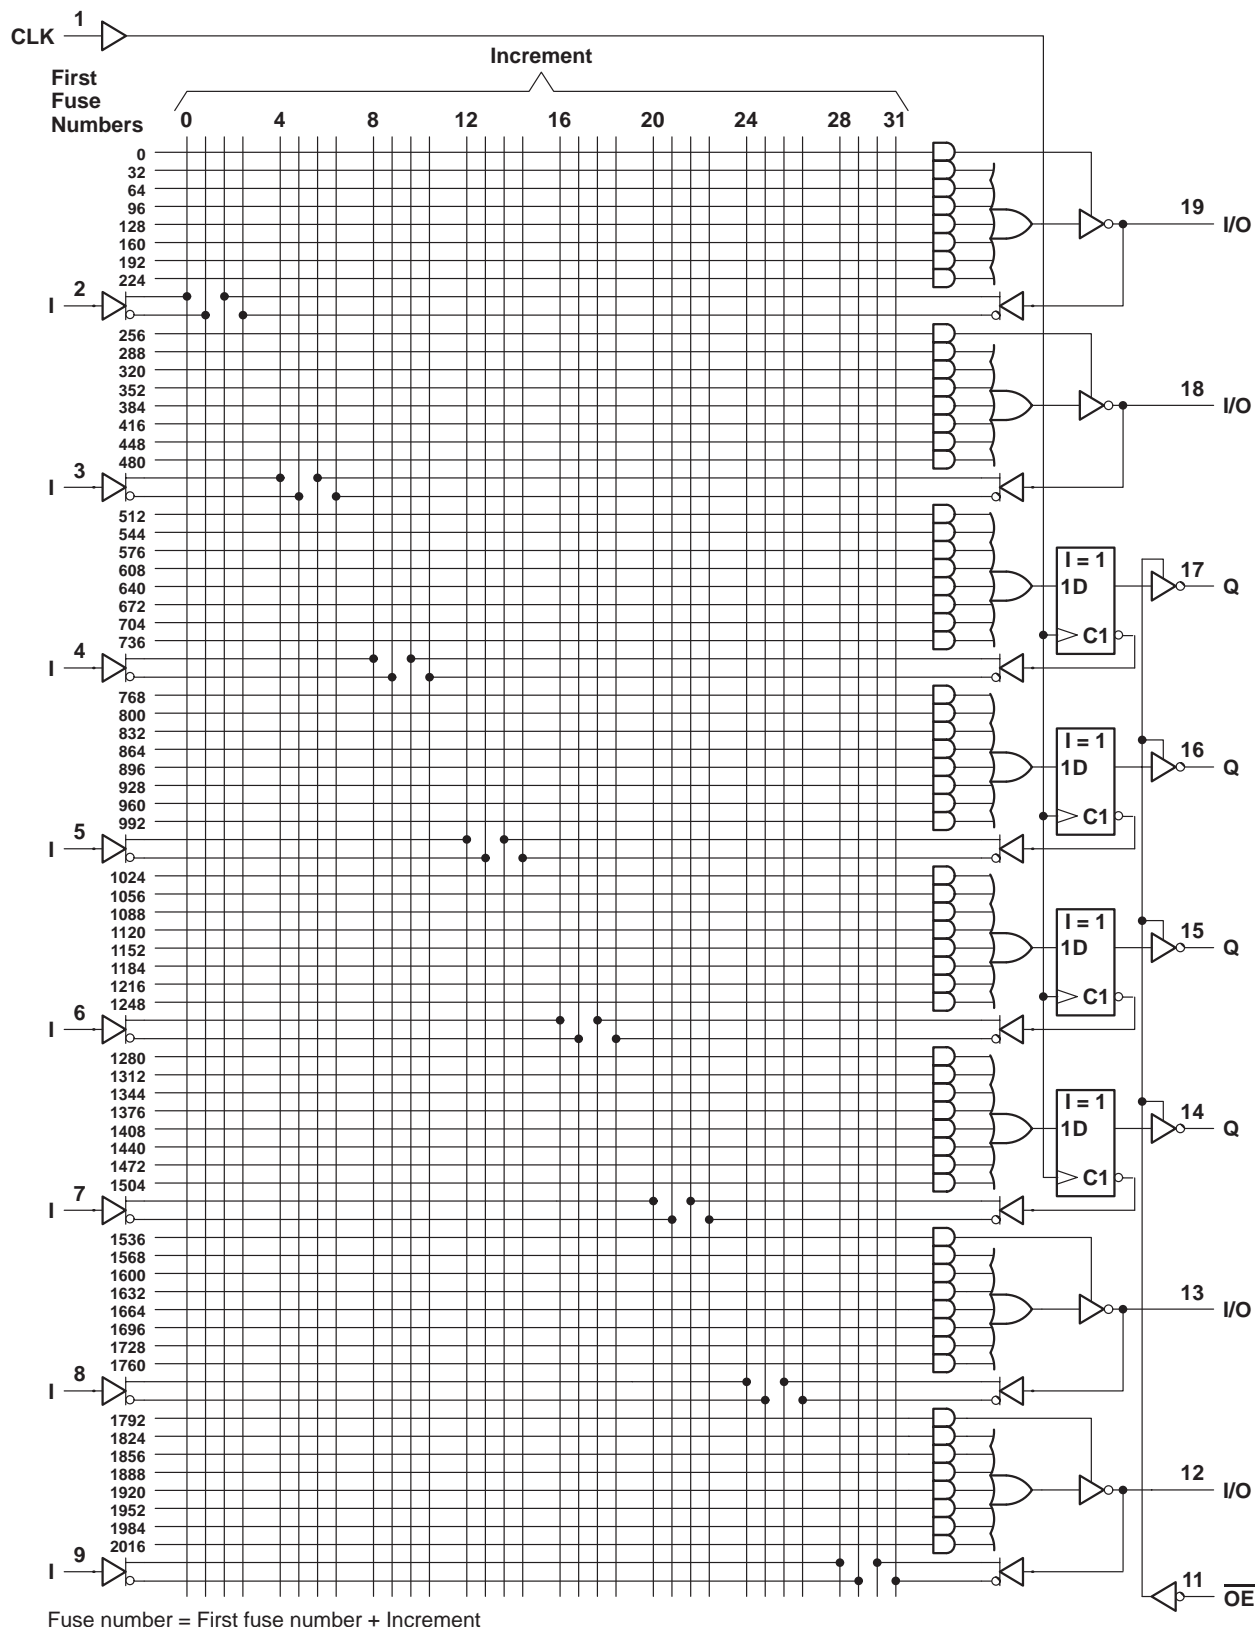 CLK 1
Increment
First
Fuse
Numbers
0 4 8 12 16 20 24 28 31
0
32
64
96
128
160
192
224
19 I/O
I 2
256
288
320
352
384
416
448
480
18 I/O
I 3
512
544
576
608
640
672
704
736
I = 1
1D
C1
17 Q
I 4
768
800
832
864
896
928
960
992
I = 1
1D
C1
16 Q
I 5
1024
1056
1088
1120
1152
1184
1216
1248
I = 1
1D
C1
15 Q
I 6
1280
1312
1344
1376
1408
1440
1472
1504
I = 1
1D
C1
14 Q
I 7
1536
1568
1600
1632
1664
1696
1728
1760
13 I/O
I 8
1792
1824
1856
1888
1920
1952
1984
2016
12 I/O
I 9
11 O̅E̅
Fuse number = First fuse number + Increment